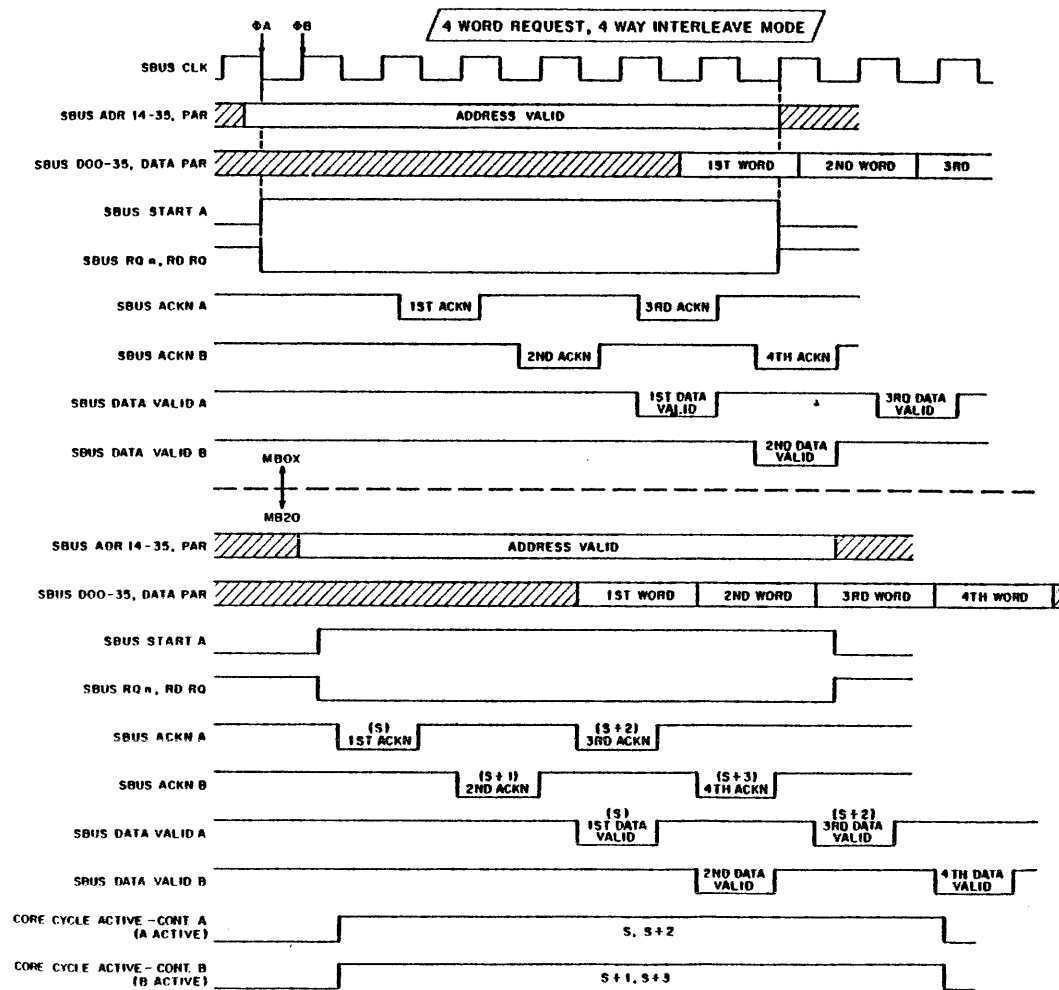 ΦA ΦB
4 WORD REQUEST, 4 WAY INTERLEAVE MODE
SBUS CLK
SBUS ADR 14-35, PAR
ADDRESS VALID
SBUS D00-35, DATA PAR
1ST WORD 2ND WORD 3RD
SBUS START A
SBUS RQ n, RD RQ
SBUS ACKN A
1ST ACKN 3RD ACKN
SBUS ACKN B
2ND ACKN 4TH ACKN
SBUS DATA VALID A
1ST DATA VALID
3RD DATA VALID
SBUS DATA VALID B
2ND DATA VALID
MBOX
MB20
SBUS ADR 14-35, PAR
ADDRESS VALID
SBUS D00-35, DATA PAR
1ST WORD 2ND WORD 3RD WORD 4TH WORD
SBUS START A
SBUS RQ n, RD RQ
SBUS ACKN A
(S) 1ST ACKN
(S+2) 3RD ACKN
SBUS ACKN B
(S+1) 2ND ACKN
(S+3) 4TH ACKN
SBUS DATA VALID A
(S) 1ST DATA VALID
(S+2) 3RD DATA VALID
SBUS DATA VALID B
2ND DATA VALID
4TH DATA VALID
CORE CYCLE ACTIVE-CONT. A
(A ACTIVE)
S, S+2
CORE CYCLE ACTIVE-CONT. B
(B ACTIVE)
S+1, S+3